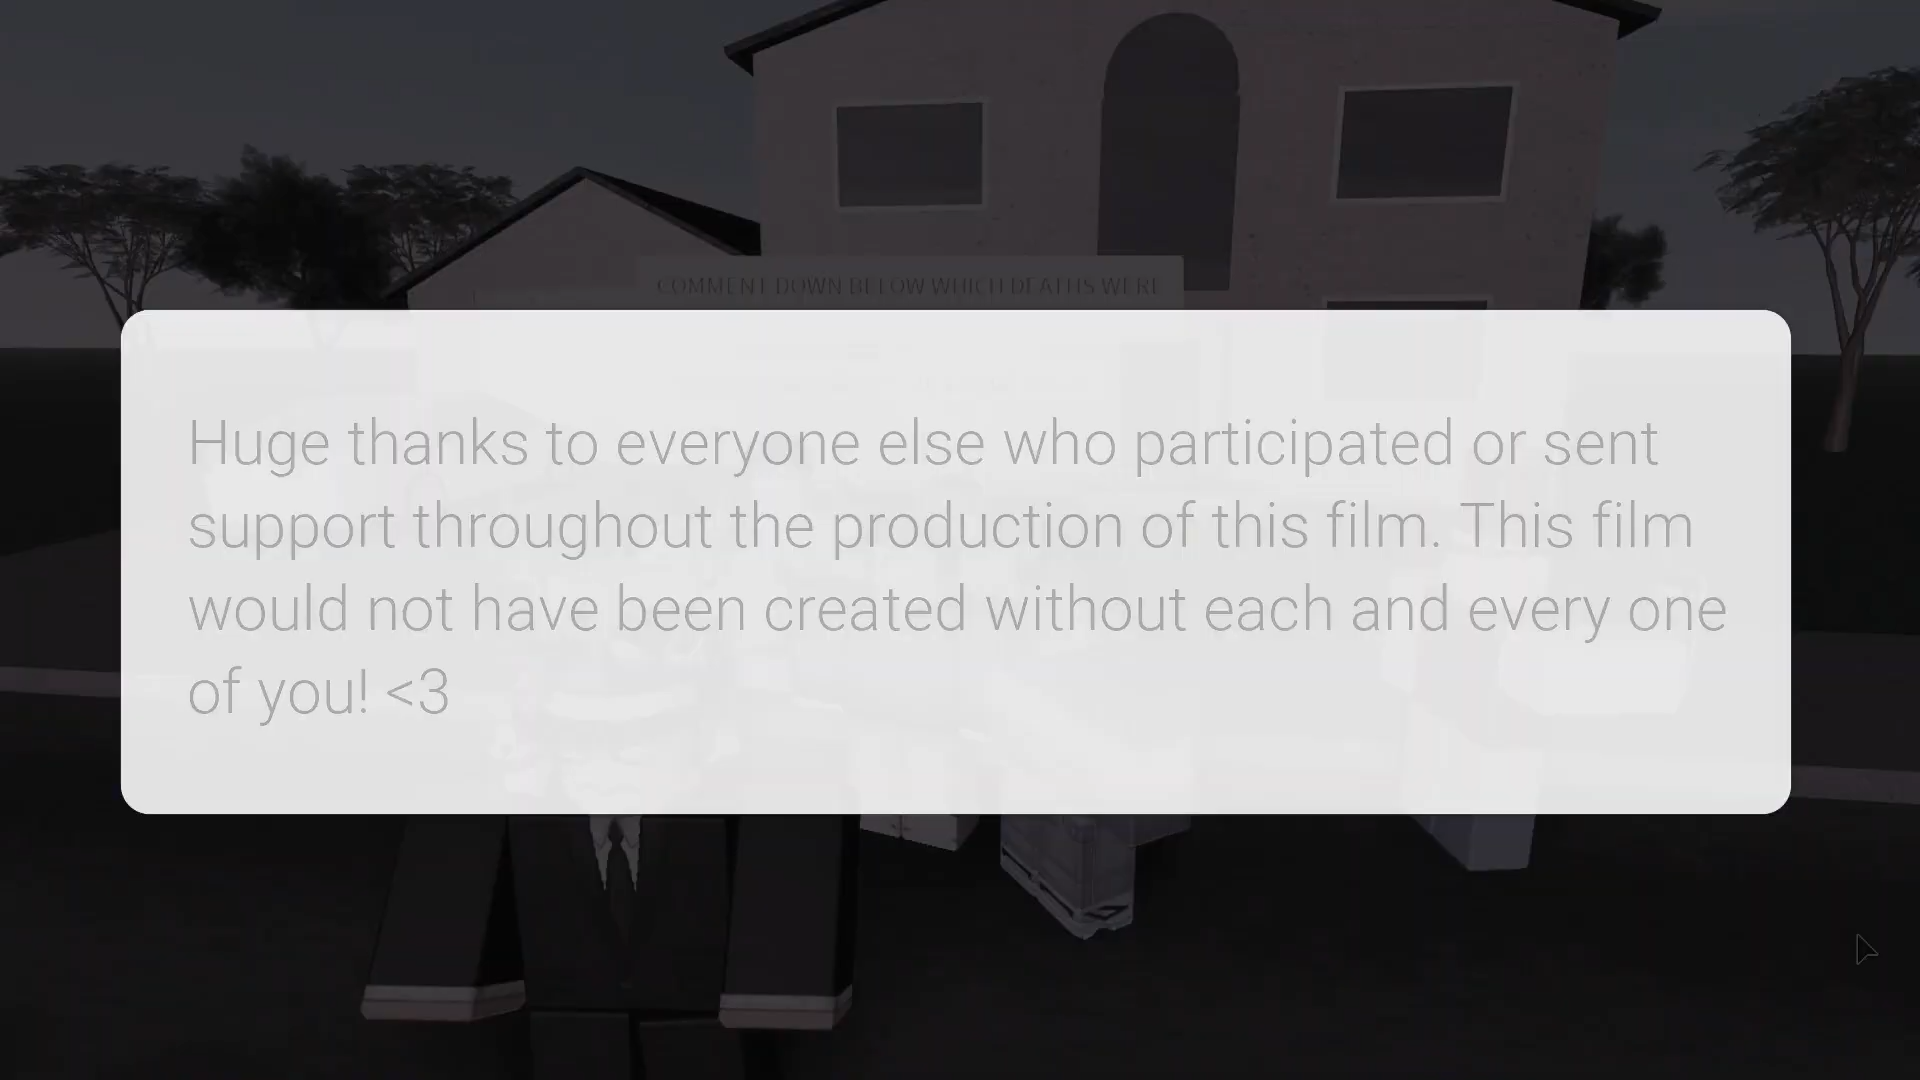 COMMENT DOWN BELOW WHICH DEATHS WERE
Huge thanks to everyone else who participated or sent
support throughout the production of this film. This film
would not have been created without each and every one
of you! <3